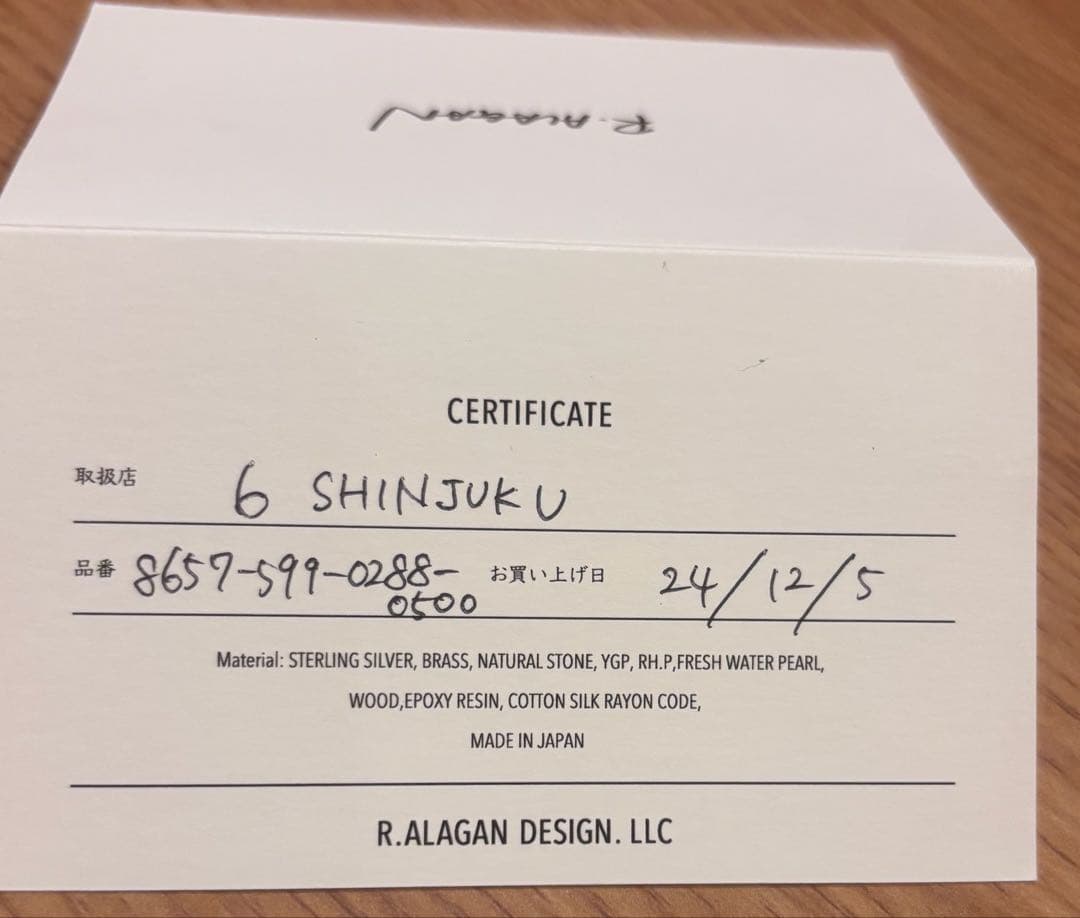 R.ALAGAN
CERTIFICATE
取扱店 6 SHINJUKU
品番 8657-599-0288-0500 お買い上げ日 24/12/5
Material: STERLING SILVER, BRASS, NATURAL STONE, YGP, RH.P,FRESH WATER PEARL,
WOOD,EPOXY RESIN, COTTON SILK RAYON CODE,
MADE IN JAPAN
R.ALAGAN DESIGN. LLC